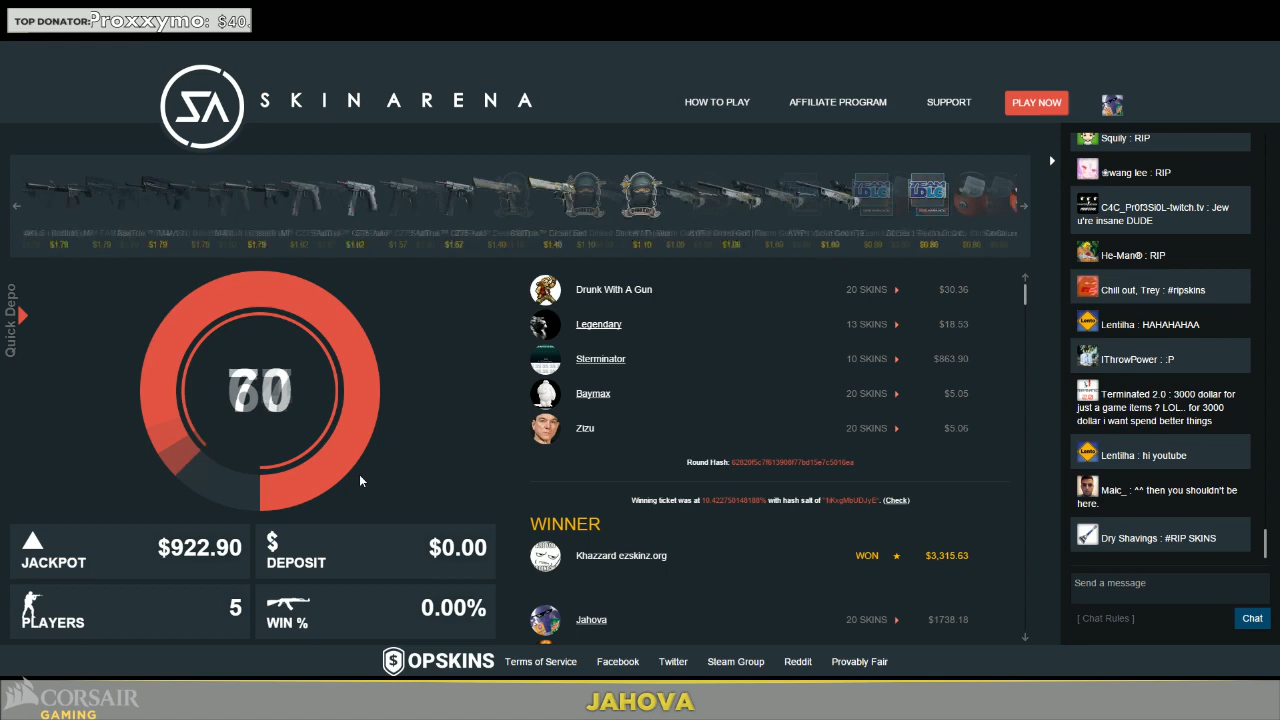 TOP DONATOR: Proxxymo: $40.
SKINARENA
HOW TO PLAY
AFFILIATE PROGRAM
SUPPORT
PLAY NOW
Quick Depo
Drunk With A Gun 20 SKINS $30.36
Legendary 13 SKINS $18.53
Sterminator 10 SKINS $863.90
Baymax 20 SKINS $5.05
Zizu 20 SKINS $5.06
Round Hash:
Winning ticket was at 10.422750148188% with hash salt of (Check)
WINNER
Khazzard ezskinz.org WON $3,315.63
Jahova 20 SKINS $1738.18
JACKPOT $922.90
DEPOSIT $0.00
PLAYERS 5
WIN % 0.00%
Squily : RIP
wang lee : RIP
C4C_Pr0f3Si0L-twitch.tv : Jew
u're insane DUDE
He-Man® : RIP
Chill out, Trey : #ripskins
Lentilha : HAHAHAHAA
IThrowPower : :P
Terminated 2.0 : 3000 dollar for
just a game items ? LOL.. for 3000
dollar i want spend better things
Lentilha : hi youtube
Maic_ : ^^ then you shouldn't be
here.
Dry Shavings : #RIP SKINS
Send a message
[ Chat Rules ]
Chat
OPSKINS
Terms of Service
Facebook
Twitter
Steam Group
Reddit
Provably Fair
CORSAIR
GAMING
JAHOVA